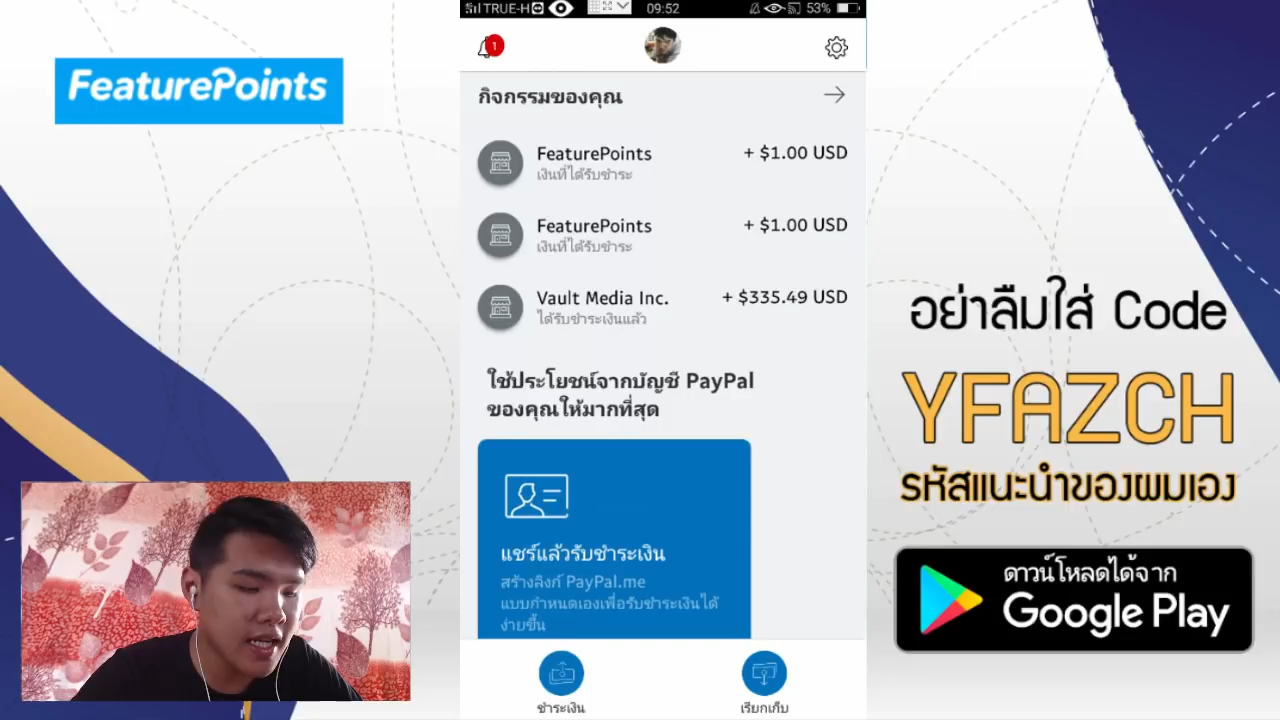 TRUE-H
09:52
53%
FeaturePoints
1
กิจกรรมของคุณ
FeaturePoints
+ $1.00 USD
เงินที่ได้รับชำระ
FeaturePoints
+ $1.00 USD
เงินที่ได้รับชำระ
Vault Media Inc.
+ $335.49 USD
ได้รับชำระเงินแล้ว
ใช้ประโยชน์จากบัญชี PayPal
ของคุณให้มากที่สุด
แชร์แล้วรับชำระเงิน
สร้างลิงก์ PayPal.me
แบบกำหนดเองเพื่อรับชำระเงินได้
ง่ายขึ้น
ชำระเงิน
เรียกเก็บ
อย่าลืมใส่ Code
YFAZCH
รหัสแนะนำของผมเอง
ดาวน์โหลดได้จาก
Google Play